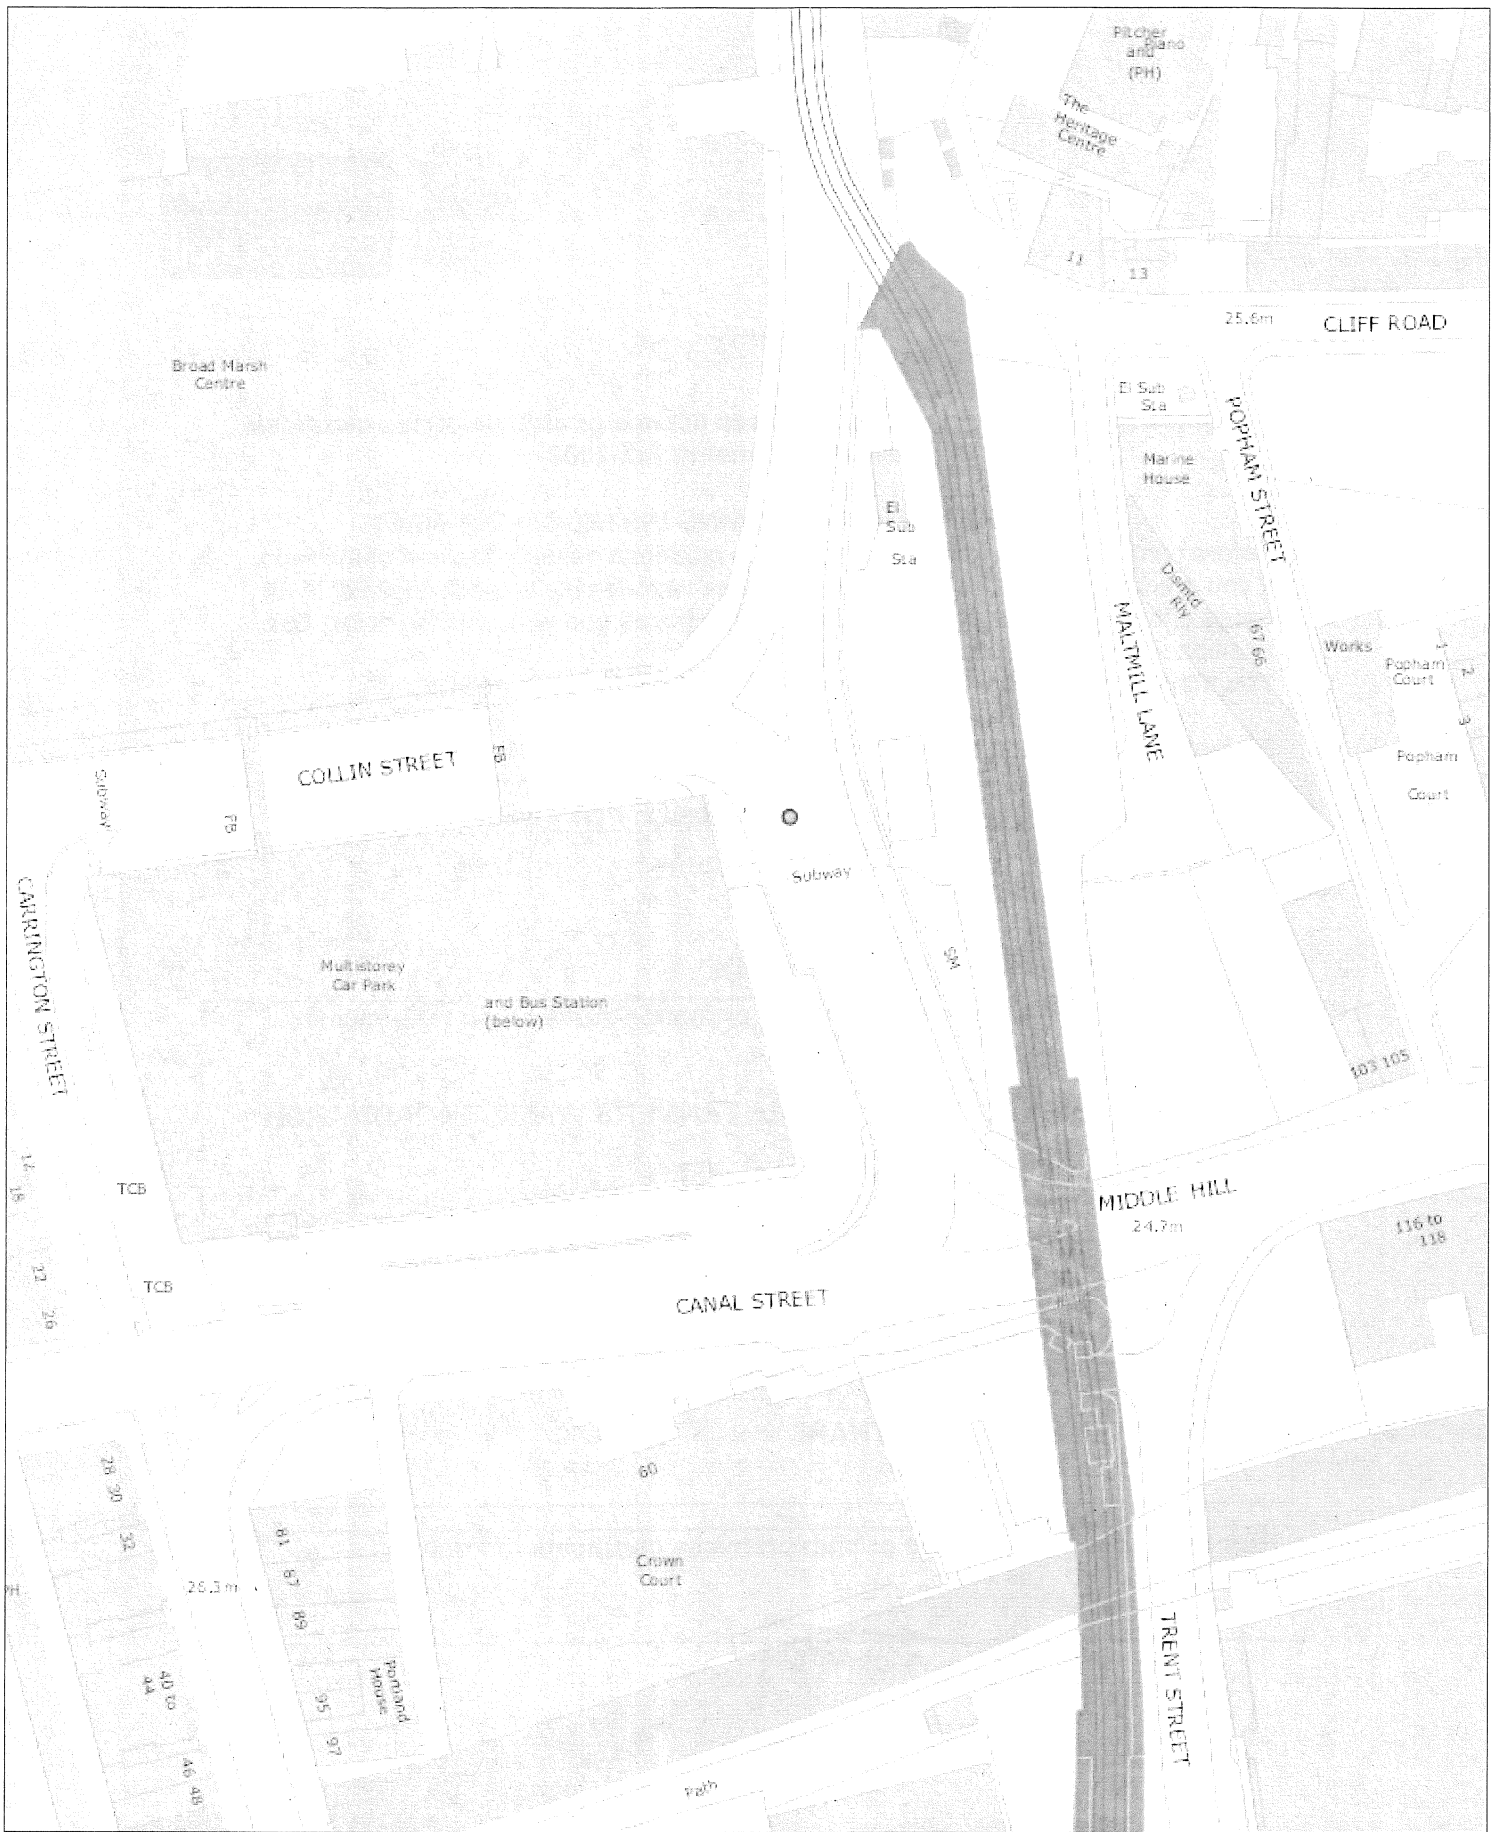 Pitcher
and Piano
(PH)
The
Heritage
Centre
11
13
25.6m
CLIFF ROAD
Broad Marsh
Centre
El Sub
Sta
POPHAM STREET
Marine
House
El
Sub
Sta
Dismtd
Rly
MALTMILL LANE
67 66
Works
1
Popham
Court
2
3
Popham
Court
COLLIN STREET
FB
Subway
FB
Subway
CARRINGTON STREET
SM
Multistorey
Car Park
and Bus Station
(below)
103 105
18
TCB
MIDDLE HILL
24.7m
116 to
118
22
TCB
26
CANAL STREET
28 30
32
60
81
87
89
Crown
Court
PH
25.3m
TRENT STREET
40 to
44
95
97
House
46 48
Path